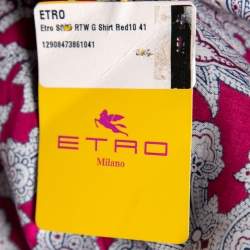 ETRO
Etro RTW G Shirt Red10 41
12908473861041
ETRO
Milano